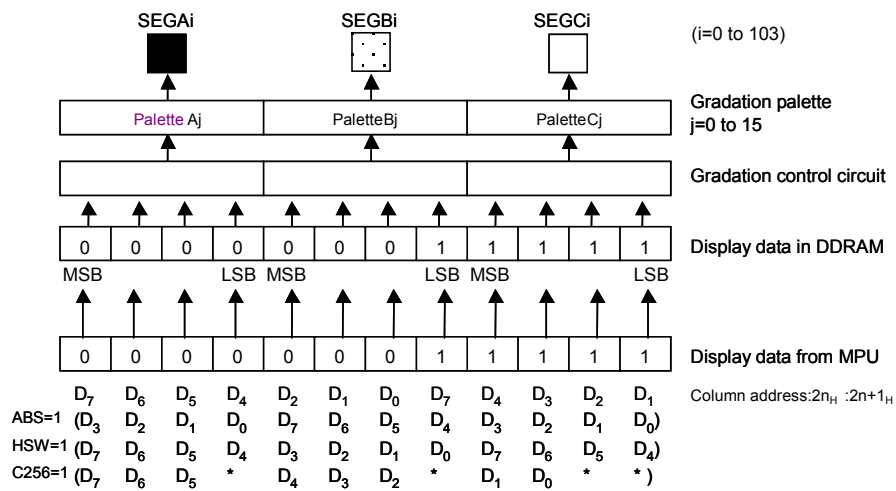 SEGAi SEGBi SEGCi
(i=0 to 103)
Palette Aj PaletteBj PaletteCj
Gradation palette
j=0 to 15
Gradation control circuit
0 0 0 0 0 0 0 1 1 1 1 1 Display data in DDRAM
MSB LSB MSB LSB MSB LSB
0 0 0 0 0 0 0 1 1 1 1 1 Display data from MPU
D7 D6 D5 D4 D2 D1 D0 D7 D4 D3 D2 D1 Column address:2nH :2n+1H
ABS=1 (D3 D2 D1 D0 D7 D6 D5 D4 D3 D2 D1 D0)
HSW=1 (D7 D6 D5 D4 D3 D2 D1 D0 D7 D6 D5 D4)
C256=1 (D7 D6 D5 * D4 D3 D2 * D1 D0 * * )